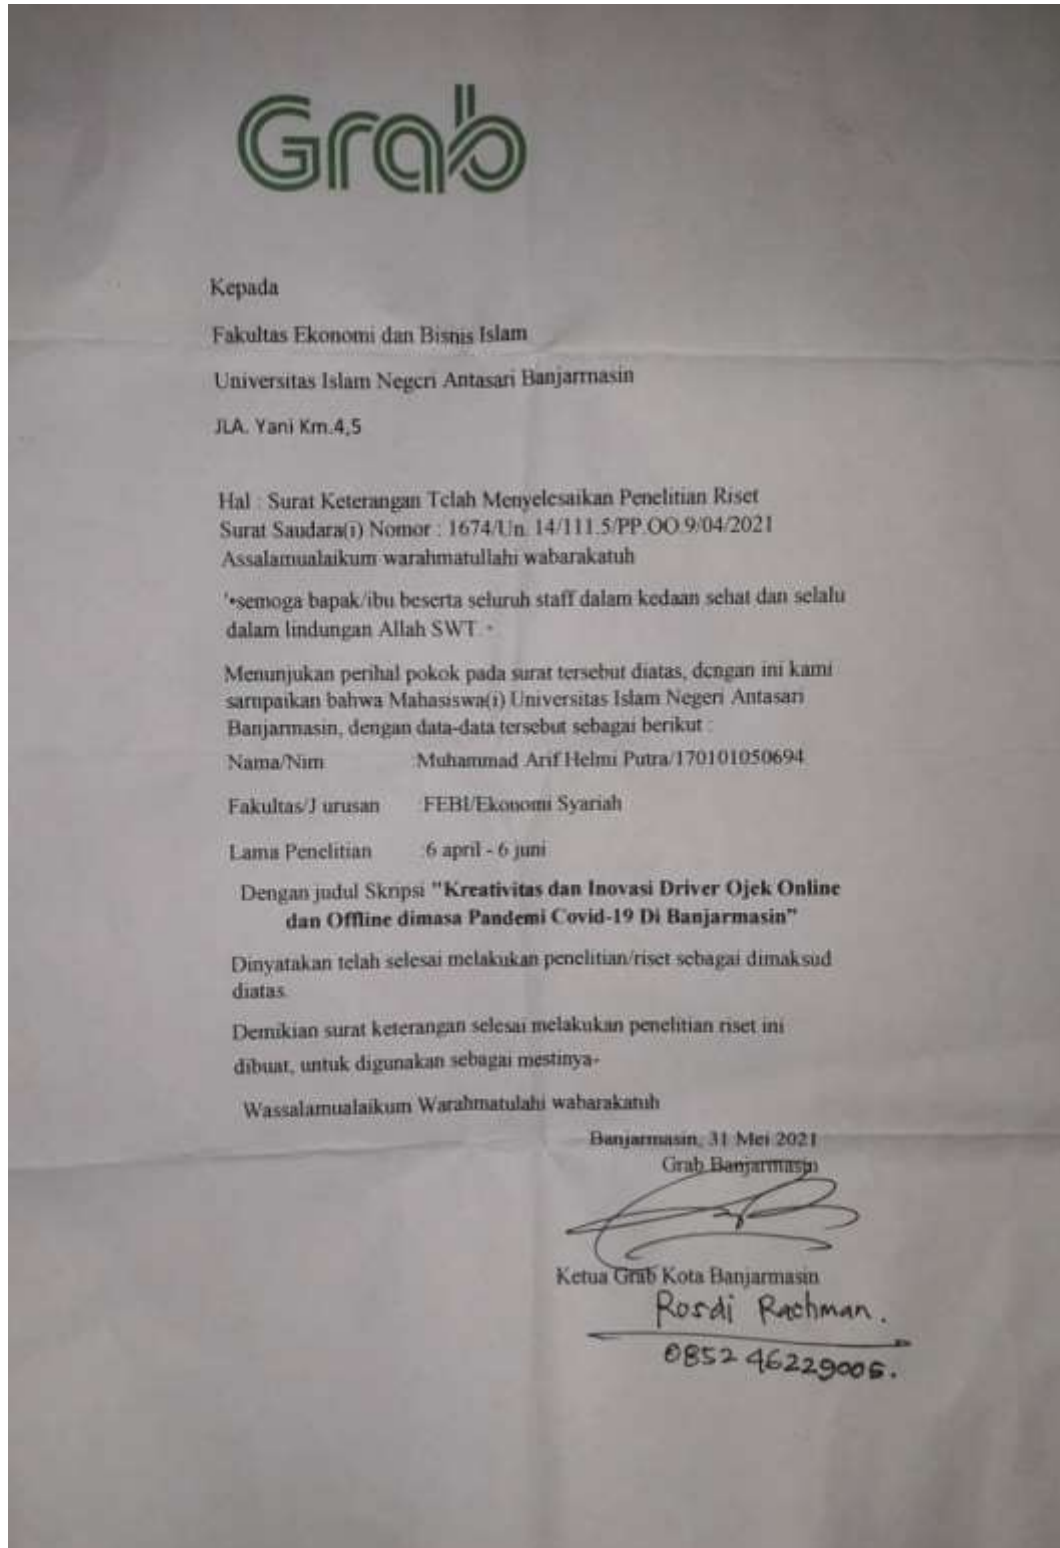 Grab
Kepada
Fakultas Ekonomi dan Bisnis Islam
Universitas Islam Negeri Antasari Banjarmasin
JLA. Yani Km.4,5
Hal : Surat Keterangan Telah Menyelesaikan Penelitian Riset
Surat Saudara(i) Nomor : 1674/Un. 14/111.5/PP.OO.9/04/2021
Assalamualaikum warahmatullahi wabarakatuh
'•semoga bapak/ibu beserta seluruh staff dalam kedaan sehat dan selalu
dalam lindungan Allah SWT.
Menunjukan perihal pokok pada surat tersebut diatas, dengan ini kami
sampaikan bahwa Mahasiswa(i) Universitas Islam Negeri Antasari
Banjarmasin, dengan data-data tersebut sebagai berikut :
Nama/Nim :Muhammad Arif Helmi Putra/170101050694
Fakultas/J urusan :FEBI/Ekonomi Syariah
Lama Penelitian :6 april - 6 juni
Dengan judul Skripsi "Kreativitas dan Inovasi Driver Ojek Online
dan Offline dimasa Pandemi Covid-19 Di Banjarmasin"
Dinyatakan telah selesai melakukan penelitian/riset sebagai dimaksud
diatas.
Demikian surat keterangan selesai melakukan penelitian riset ini
dibuat, untuk digunakan sebagai mestinya-
Wassalamualaikum Warahmatulahi wabarakatuh
Banjarmasin, 31 Mei 2021
Grab Banjarmasin
Ketua Grab Kota Banjarmasin
Rosdi Rachman.
0852 46229005.